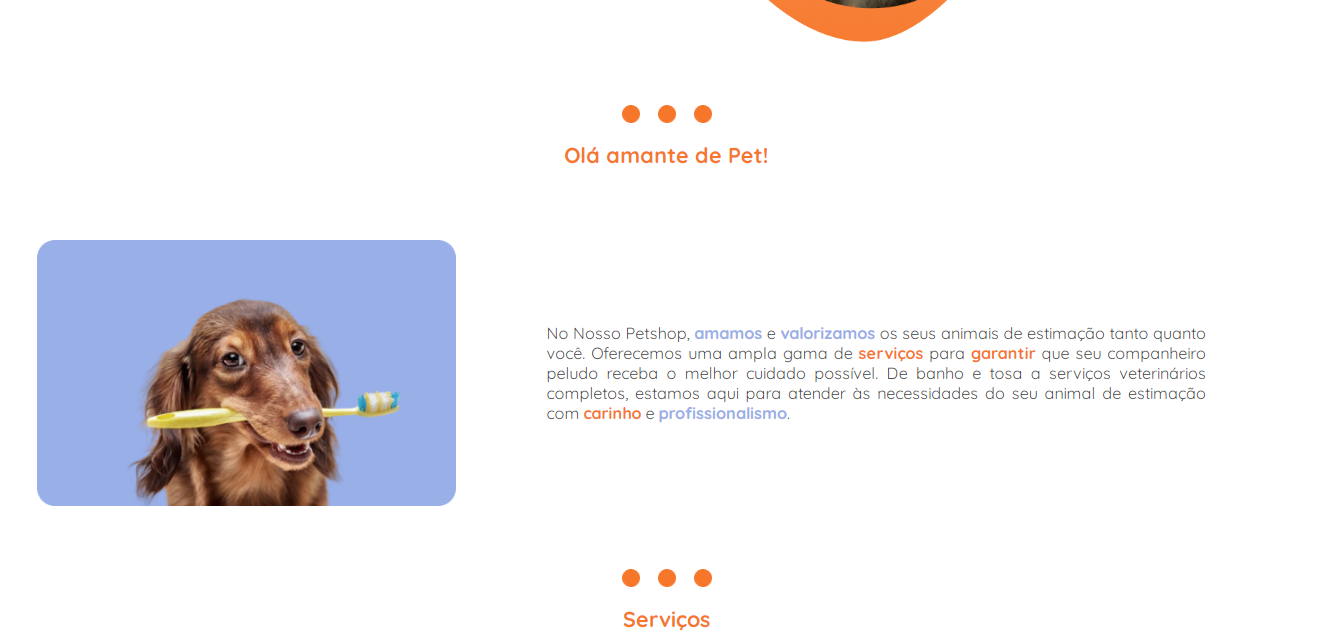 Olá amante de Pet!
No Nosso Petshop, amamos e valorizamos os seus animais de estimação tanto quanto
você. Oferecemos uma ampla gama de serviços para garantir que seu companheiro
peludo receba o melhor cuidado possível. De banho e tosa a serviços veterinários
completos, estamos aqui para atender às necessidades do seu animal de estimação
com carinho e profissionalismo.
Serviços